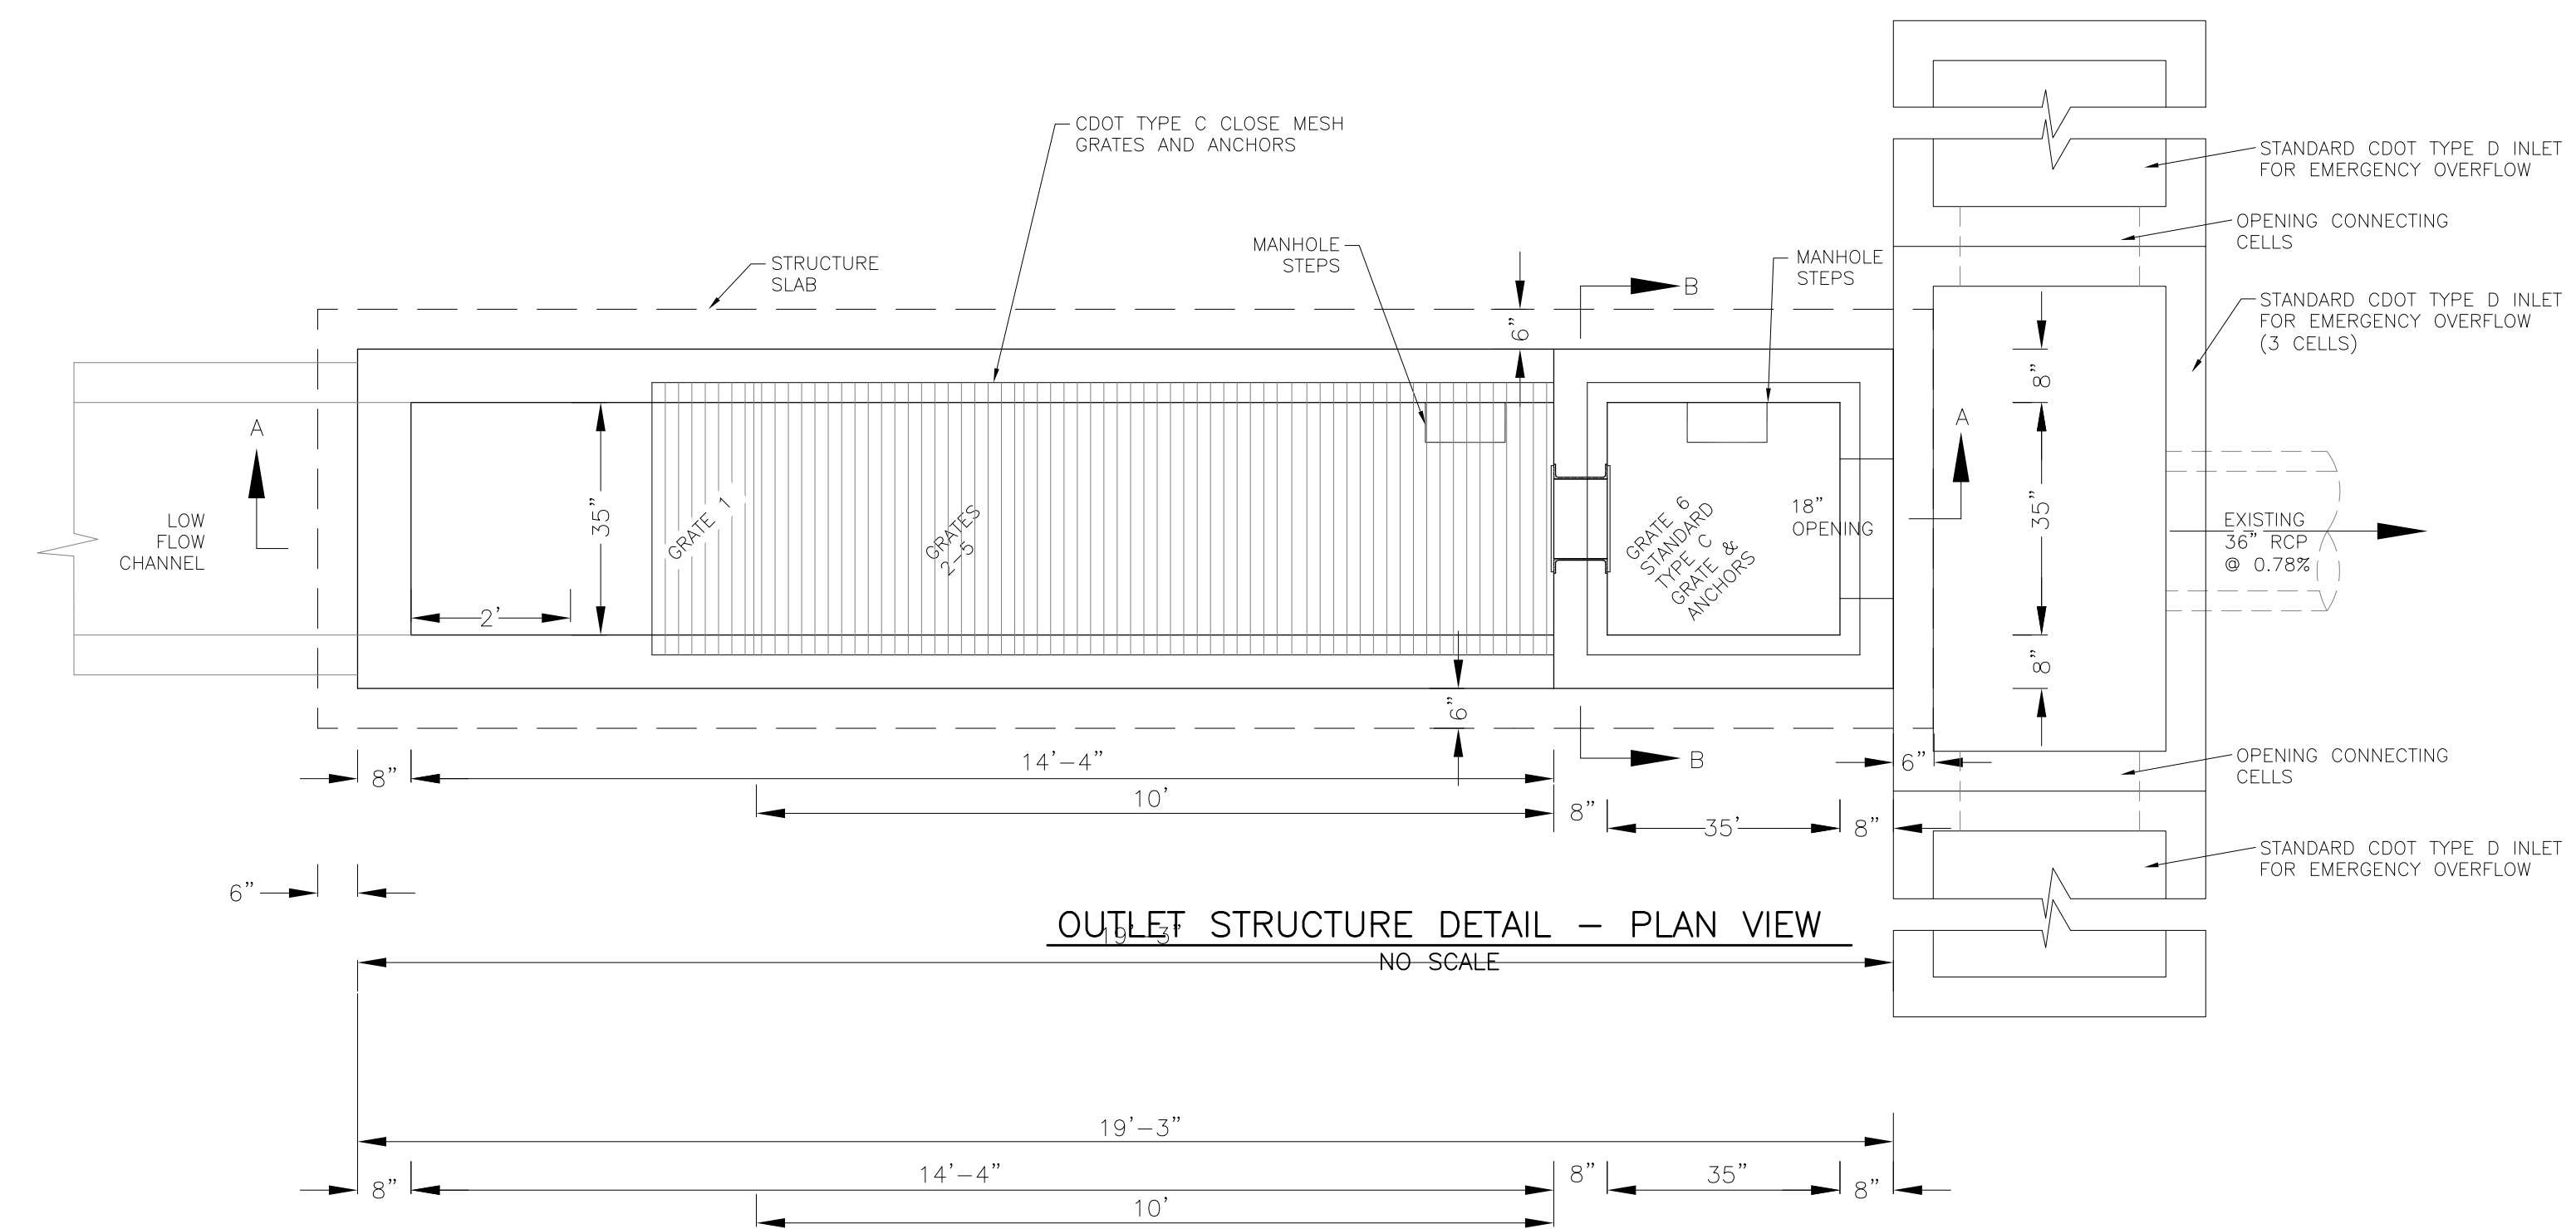 CDOT TYPE C CLOSE MESH
GRATES AND ANCHORS
STANDARD CDOT TYPE D INLET
FOR EMERGENCY OVERFLOW
OPENING CONNECTING
CELLS
MANHOLE
STEPS
MANHOLE
STEPS
STRUCTURE
SLAB
B
STANDARD CDOT TYPE D INLET
FOR EMERGENCY OVERFLOW
(3 CELLS)
6"
8"
A
A
LOW
FLOW
CHANNEL
35"
GRATE 1
GRATES
2-5
GRATE 6
STANDARD
TYPE C
GRATE &
ANCHORS
18"
OPENING
35"
EXISTING
36" RCP
@ 0.78%
2'
8"
6"
B
6"
OPENING CONNECTING
CELLS
8"
14'-4"
10'
8"
35'
8"
STANDARD CDOT TYPE D INLET
FOR EMERGENCY OVERFLOW
6"
OUTLET STRUCTURE DETAIL - PLAN VIEW
19'-3"
NO SCALE
19'-3"
8"
14'-4"
8"
35"
8"
10'